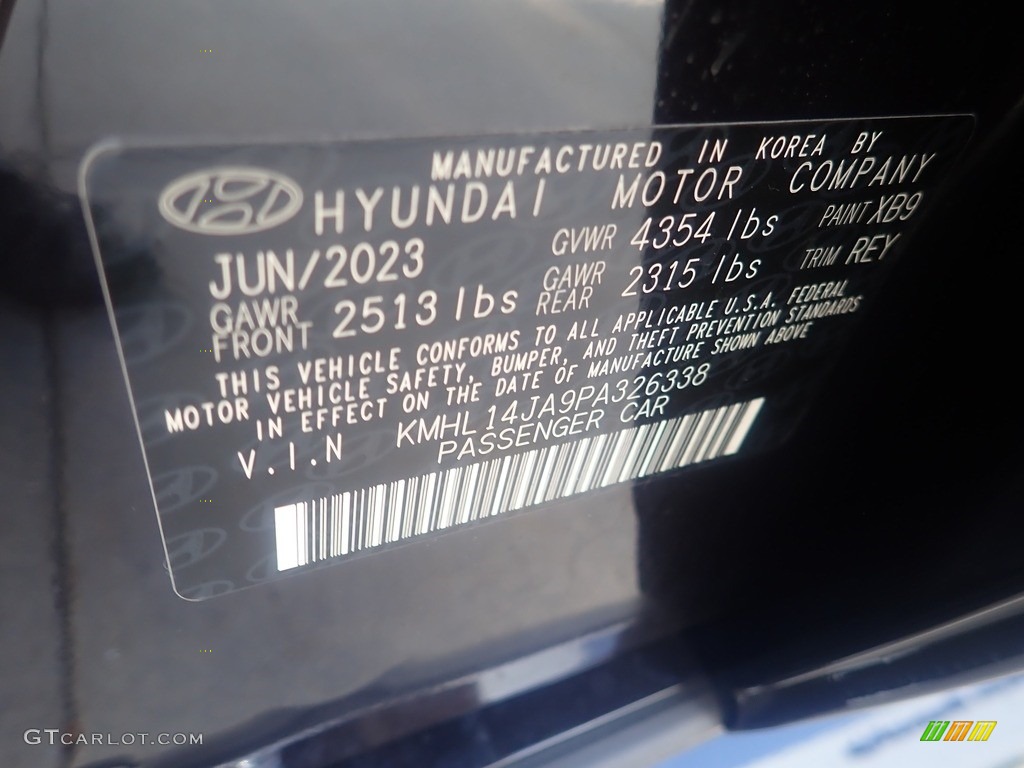 MANUFACTURED IN KOREA BY
HYUNDAI MOTOR COMPANY
JUN/2023 GVWR 4354 lbs PAINT XB9
GAWR FRONT 2513 lbs GAWR REAR 2315 lbs TRIM REY
THIS VEHICLE CONFORMS TO ALL APPLICABLE U.S.A. FEDERAL
MOTOR VEHICLE SAFETY, BUMPER, AND THEFT PREVENTION STANDARDS
IN EFFECT ON THE DATE OF MANUFACTURE SHOWN ABOVE
V.I.N KMHL14JA9PA326338
PASSENGER CAR
GTCARLOT.COM